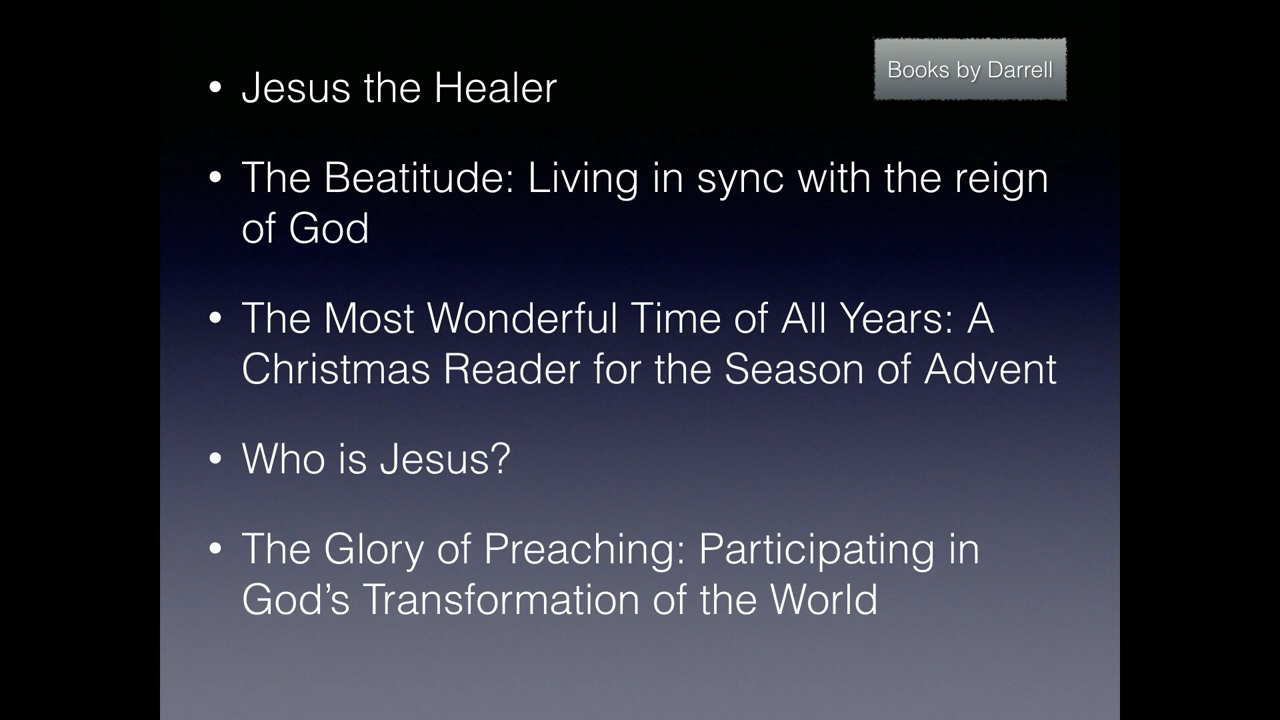 Books by Darrell
• Jesus the Healer
• The Beatitude: Living in sync with the reign
of God
• The Most Wonderful Time of All Years: A
Christmas Reader for the Season of Advent
• Who is Jesus?
• The Glory of Preaching: Participating in
God’s Transformation of the World